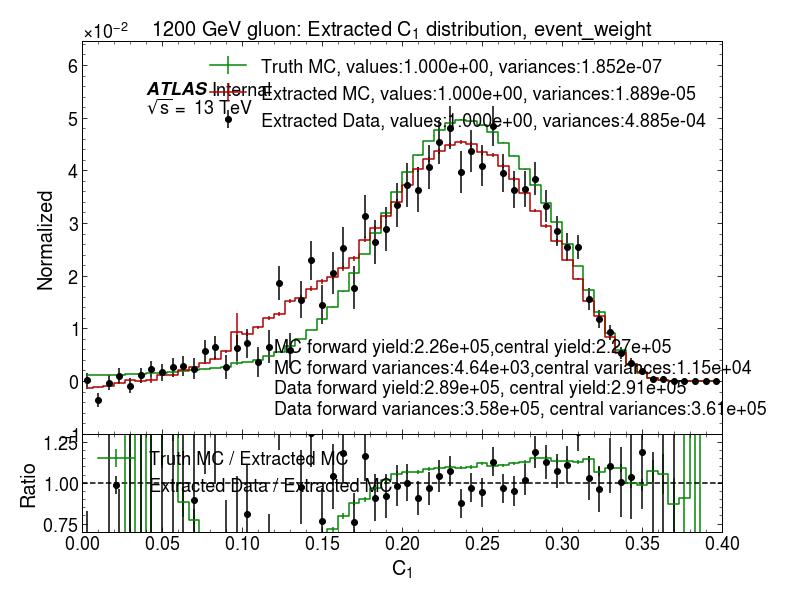 ×10⁻²
1200 GeV gluon: Extracted C₁ distribution, event_weight
Truth MC, values:1.000e+00, variances:1.852e-07
ATLAS Internal
Extracted MC, values:1.000e+00, variances:1.889e-05
√s = 13 TeV
Extracted Data, values:1.000e+00, variances:4.885e-04
6
5
4
3
2
1
0
1
Normalized
MC forward yield:2.26e+05,central yield:2.27e+05
MC forward variances:4.64e+03,central variances:1.15e+04
Data forward yield:2.89e+05, central yield:2.91e+05
Data forward variances:3.58e+05, central variances:3.61e+05
1.25
1.00
0.75
Ratio
Truth MC / Extracted MC
Extracted Data / Extracted MC
0.00 0.05 0.10 0.15 0.20 0.25 0.30 0.35 0.40
C₁